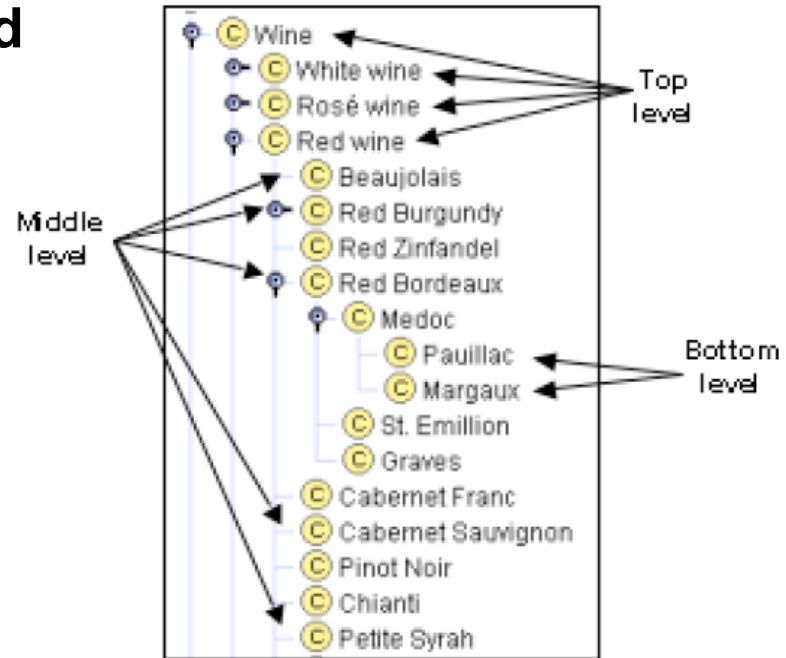 d
C Wine
C White wine
C Rosé wine
C Red wine
Top
level
C Beaujolais
C Red Burgundy
C Red Zinfandel
C Red Bordeaux
Middle
level
C Medoc
C Pauillac
C Margaux
Bottom
level
C St. Emillion
C Graves
C Cabernet Franc
C Cabernet Sauvignon
C Pinot Noir
C Chianti
C Petite Syrah